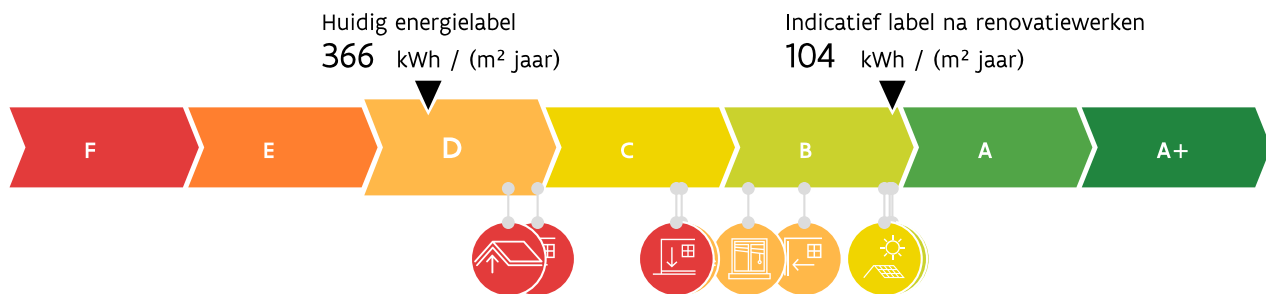 Huidig energielabel
366 kWh / (m² jaar)
Indicatief label na renovatiewerken
104 kWh / (m² jaar)
F E D C B A A+